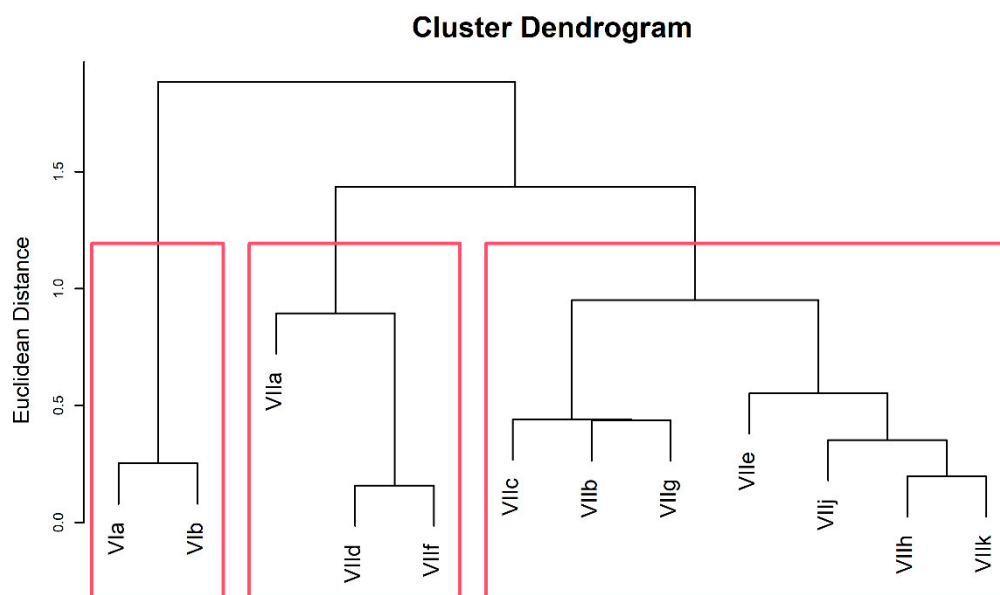 Cluster Dendrogram
Euclidean Distance
1.5
1.0
0.5
0.0
VIa
VIb
VIIa
VIId
VIIf
VIIc
VIIb
VIIg
VIIe
VIIj
VIIh
VIIk